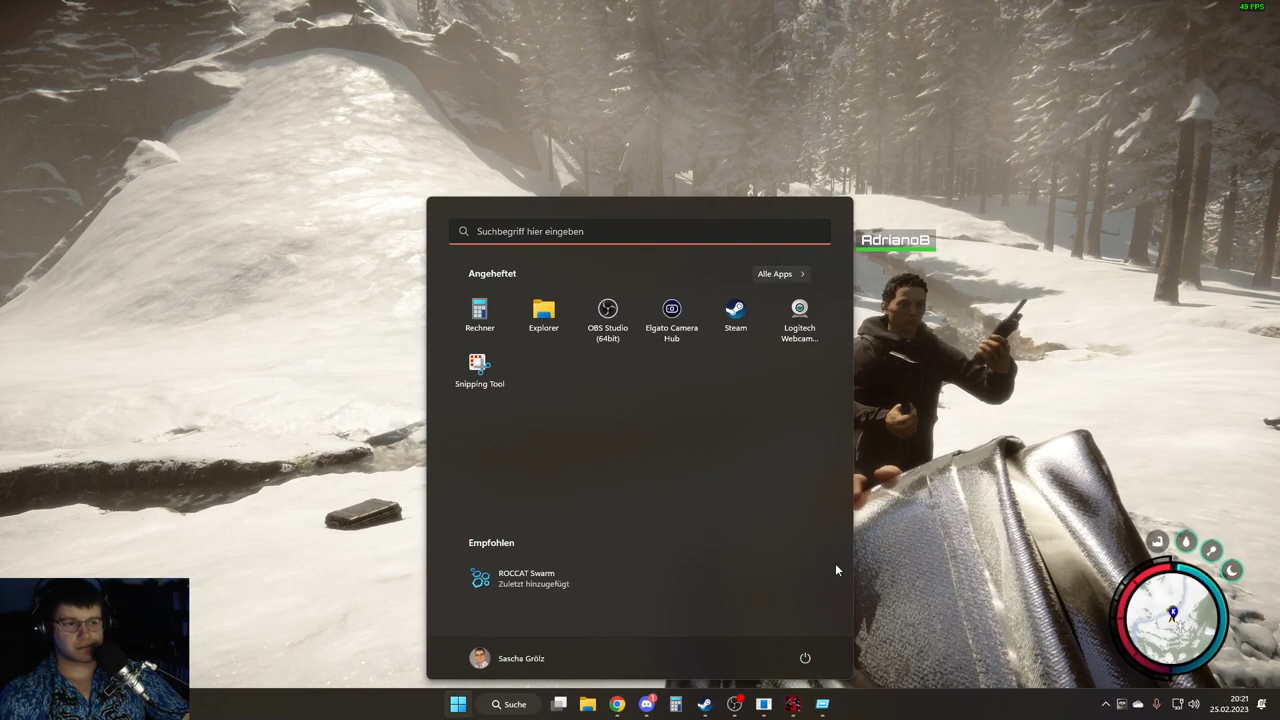 49 FPS
Suchbegriff hier eingeben
AdrianoB
Angeheftet
Alle Apps
Rechner
Explorer
OBS Studio
(64bit)
Elgato Camera
Hub
Steam
Logitech
Webcam...
Snipping Tool
Empfohlen
ROCCAT Swarm
Zuletzt hinzugefügt
K
Sascha Grölz
Suche
1
20:21
25.02.2023